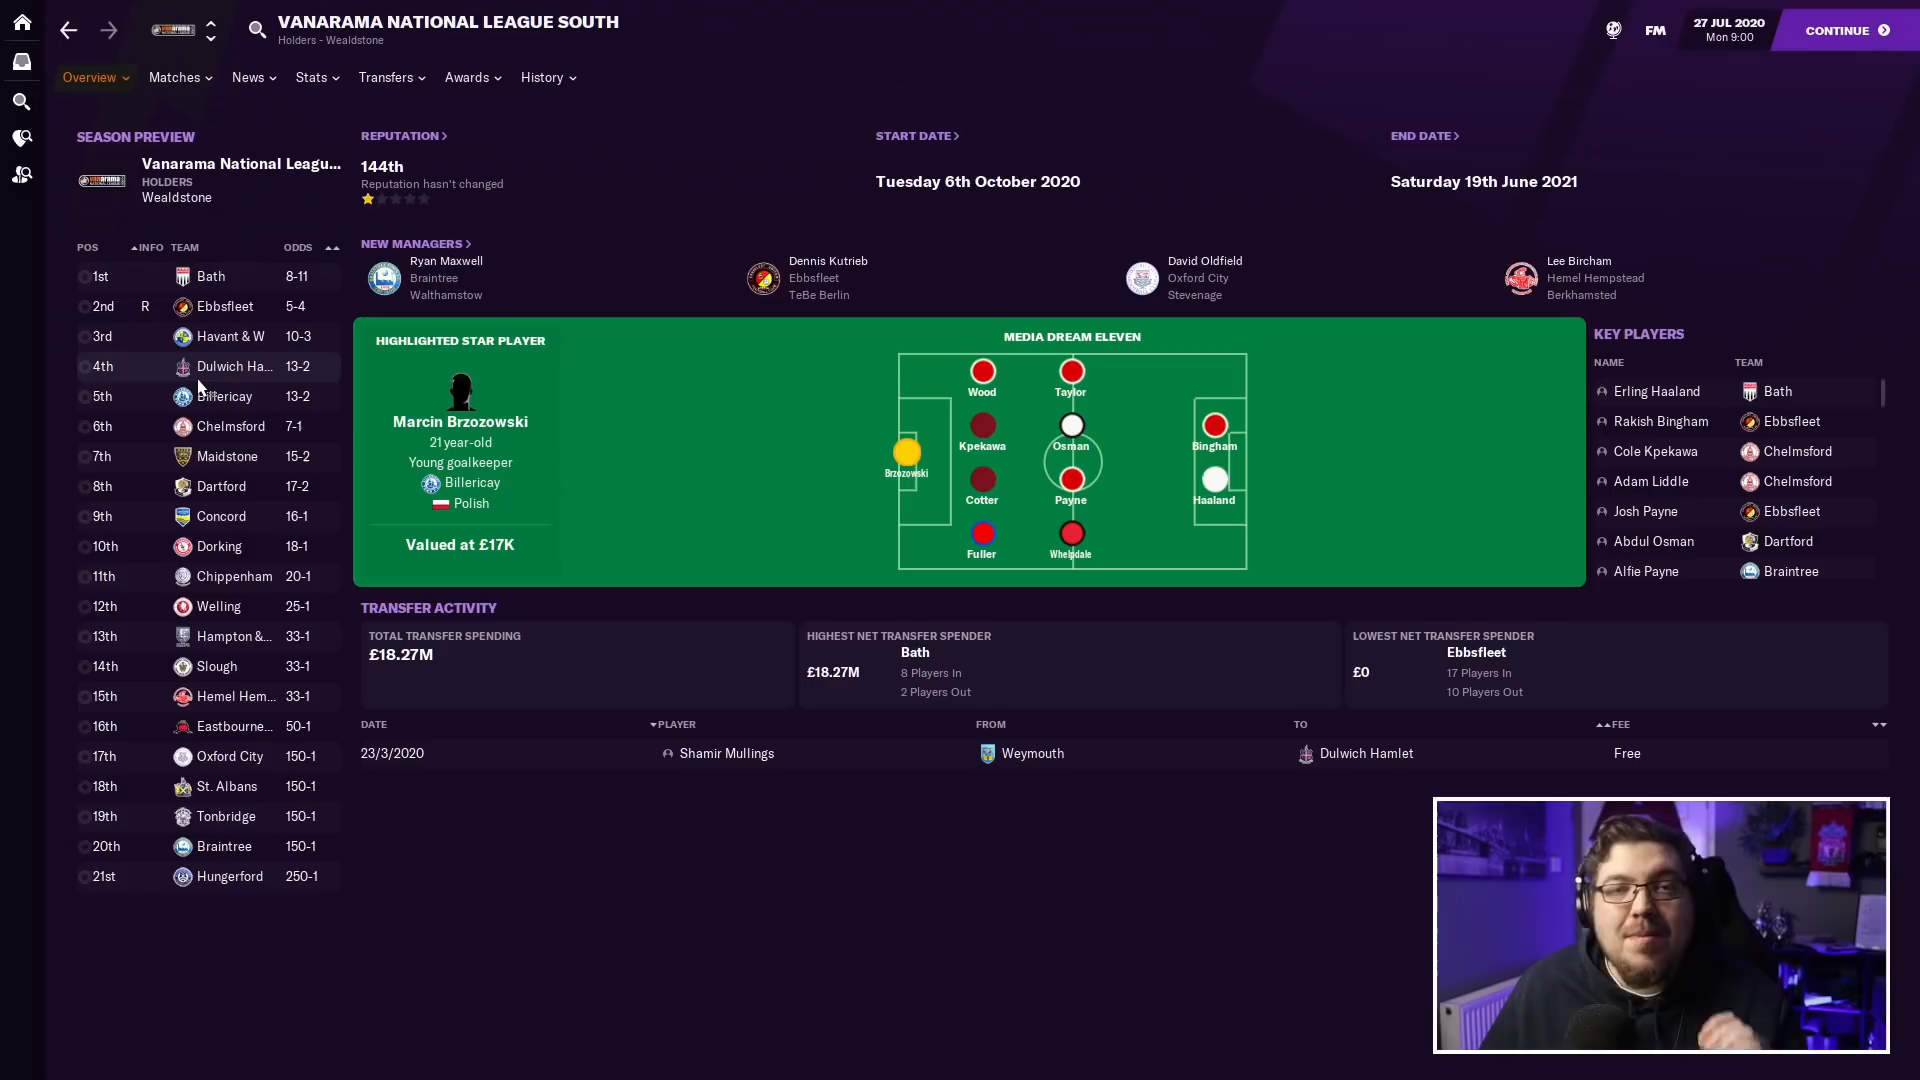 VANARAMA NATIONAL LEAGUE SOUTH
Holders - Wealdstone
FM
27 JUL 2020
Mon 9:00
CONTINUE
Overview
Matches
News
Stats
Transfers
Awards
History
SEASON PREVIEW
Vanarama National Leagu...
HOLDERS
Wealdstone
REPUTATION
144th
Reputation hasn't changed
START DATE
Tuesday 6th October 2020
END DATE
Saturday 19th June 2021
NEW MANAGERS
Ryan Maxwell
Braintree
Walthamstow
Dennis Kutrieb
Ebbsfleet
TeBe Berlin
David Oldfield
Oxford City
Stevenage
Lee Bircham
Hemel Hempstead
Berkhamsted
POS INFO TEAM ODDS
1st Bath 8-11
2nd R Ebbsfleet 5-4
3rd Havant & W 10-3
4th Dulwich Ha... 13-2
5th Billericay 13-2
6th Chelmsford 7-1
7th Maidstone 15-2
8th Dartford 17-2
9th Concord 16-1
10th Dorking 18-1
11th Chippenham 20-1
12th Welling 25-1
13th Hampton &... 33-1
14th Slough 33-1
15th Hemel Hem... 33-1
16th Eastbourne... 50-1
17th Oxford City 150-1
18th St. Albans 150-1
19th Tonbridge 150-1
20th Braintree 150-1
21st Hungerford 250-1
HIGHLIGHTED STAR PLAYER
Marcin Brzozowski
21 year-old
Young goalkeeper
Billericay
Polish
Valued at £17K
MEDIA DREAM ELEVEN
Wood
Taylor
Kpekawa
Osman
Bingham
Brzozowski
Cotter
Payne
Haaland
Fuller
Whelpdale
KEY PLAYERS
NAME TEAM
Erling Haaland Bath
Rakish Bingham Ebbsfleet
Cole Kpekawa Chelmsford
Adam Liddle Chelmsford
Josh Payne Ebbsfleet
Abdul Osman Dartford
Alfie Payne Braintree
TRANSFER ACTIVITY
TOTAL TRANSFER SPENDING
£18.27M
HIGHEST NET TRANSFER SPENDER
Bath
£18.27M
8 Players In
2 Players Out
LOWEST NET TRANSFER SPENDER
Ebbsfleet
£0
17 Players In
10 Players Out
DATE PLAYER FROM TO FEE
23/3/2020 Shamir Mullings Weymouth Dulwich Hamlet Free